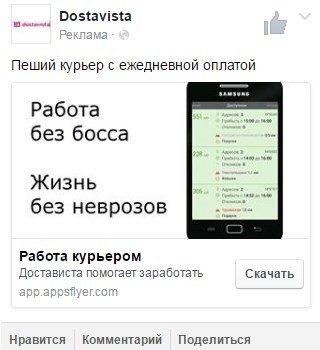 dostavista
Dostavista
Реклама ·
Пеший курьер с ежедневной оплатой
Работа
без босса
Жизнь
без неврозов
SAMSUNG
Работа курьером
Достависта помогает заработать
app.appsflyer.com
Скачать
Нравится Комментарий Поделиться